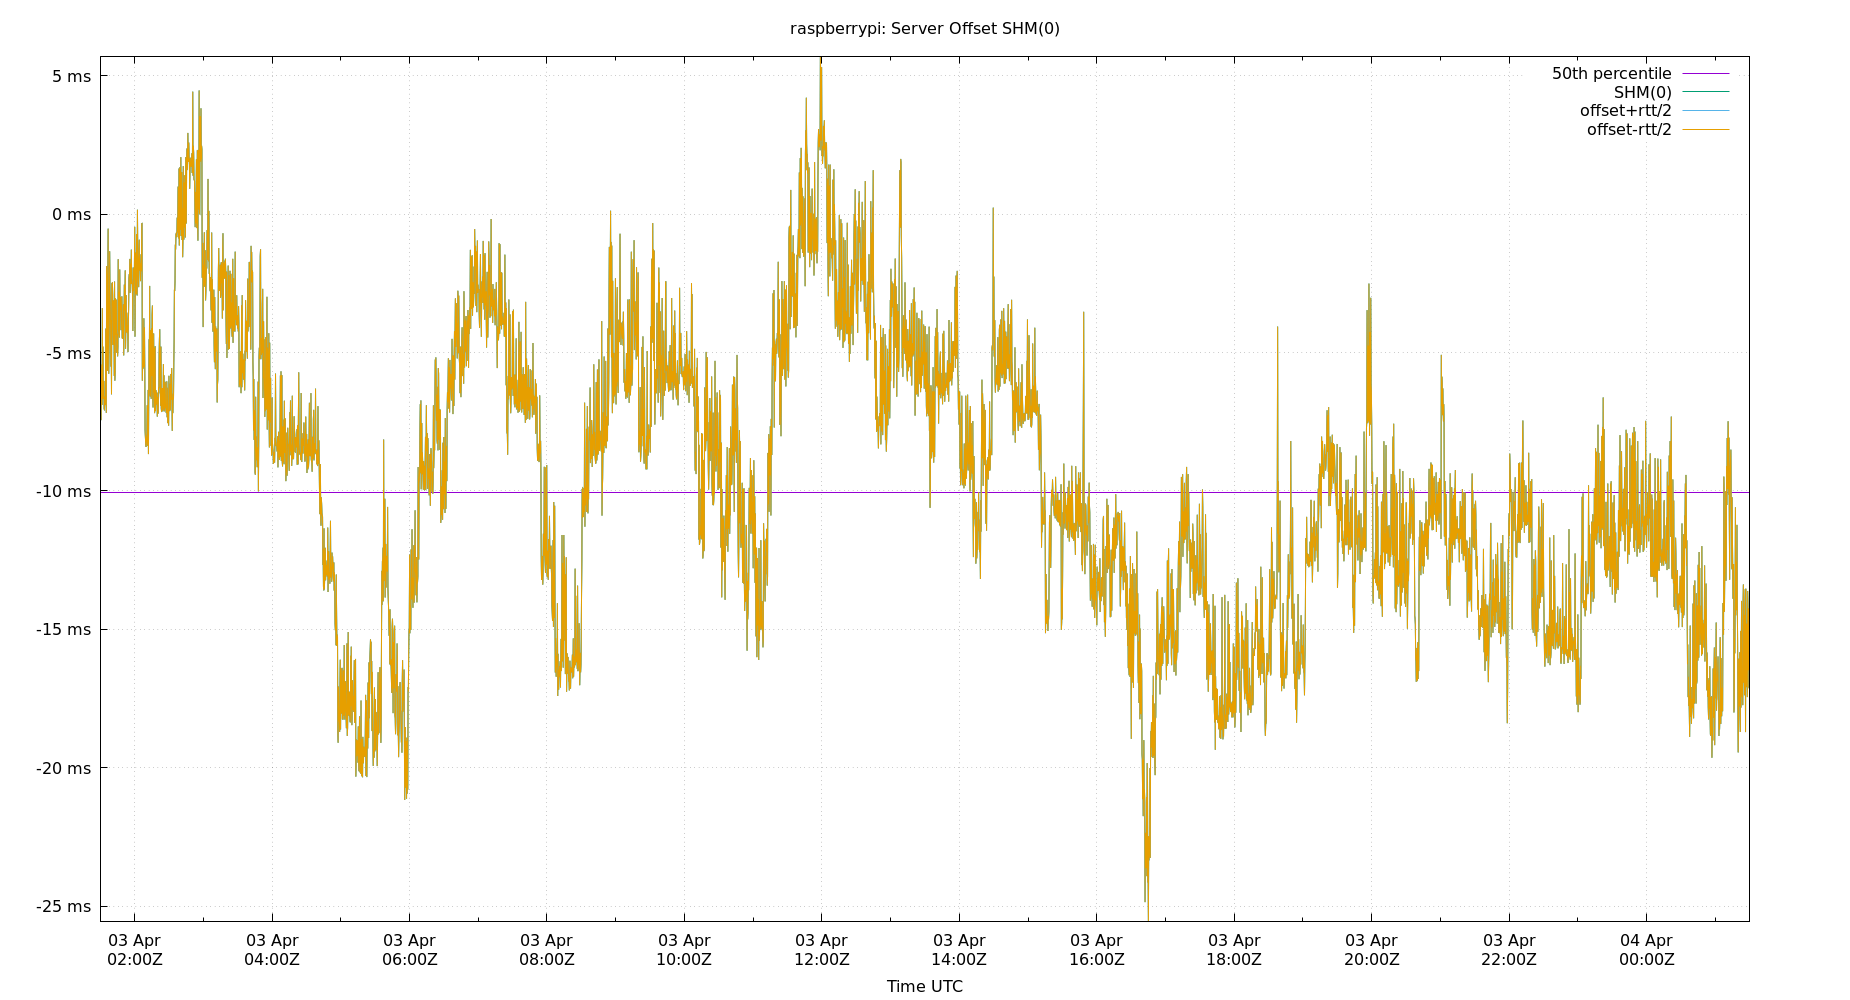 raspberrypi: Server Offset SHM(0)
50th percentile
SHM(0)
offset+rtt/2
offset-rtt/2
5 ms
0 ms
-5 ms
-10 ms
-15 ms
-20 ms
-25 ms
03 Apr 03 Apr 03 Apr 03 Apr 03 Apr 03 Apr 03 Apr 03 Apr 03 Apr 03 Apr 03 Apr 04 Apr
02:00Z 04:00Z 06:00Z 08:00Z 10:00Z 12:00Z 14:00Z 16:00Z 18:00Z 20:00Z 22:00Z 00:00Z
Time UTC